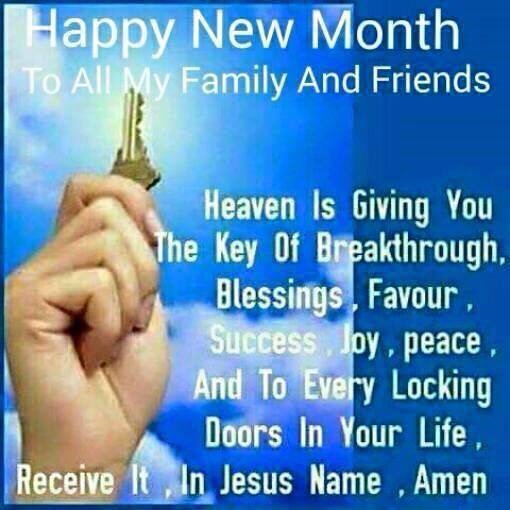 Happy New Month
To All My Family And Friends
Heaven Is Giving You
The Key Of Breakthrough,
Blessings , Favour ,
Success , Joy , peace ,
And To Every Locking
Doors In Your Life ,
Receive It , In Jesus Name , Amen